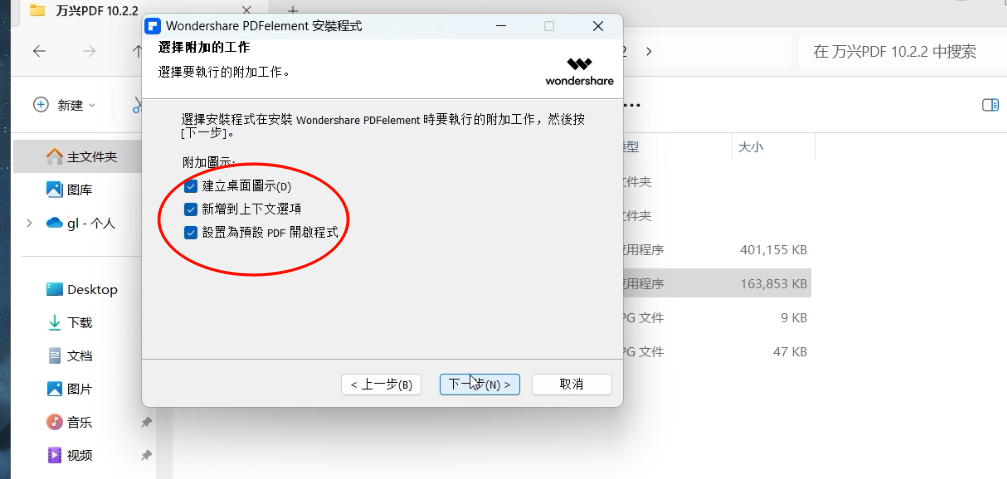 万兴PDF 10.2.2
Wondershare PDFelement 安裝程式
選擇附加的工作
選擇要執行的附加工作。
wondershare
2
在 万兴PDF 10.2.2 中搜索
新建
選擇安裝程式在安裝 Wondershare PDFelement 時要執行的附加工作，然後按
[下一步]。
附加圖示:
建立桌面圖示(D)
新增到上下文選項
設置為預設 PDF 開啟程式
< 上一步(B)
下一步(N) >
取消
主文件夹
图库
gl - 个人
Desktop
下载
文档
图片
音乐
视频
类型
大小
文件夹
文件夹
应用程序
401,155 KB
应用程序
163,853 KB
PG 文件
9 KB
PG 文件
47 KB